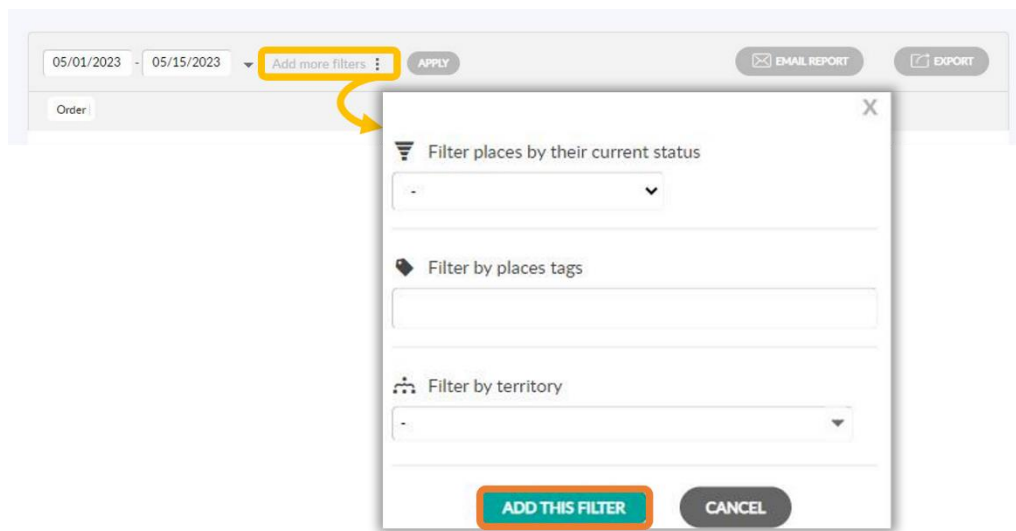 05/01/2023 - 05/15/2023 Add more filters APPLY EMAIL REPORT EXPORT
Order
X
Filter places by their current status
-
Filter by places tags
Filter by territory
-
ADD THIS FILTER CANCEL